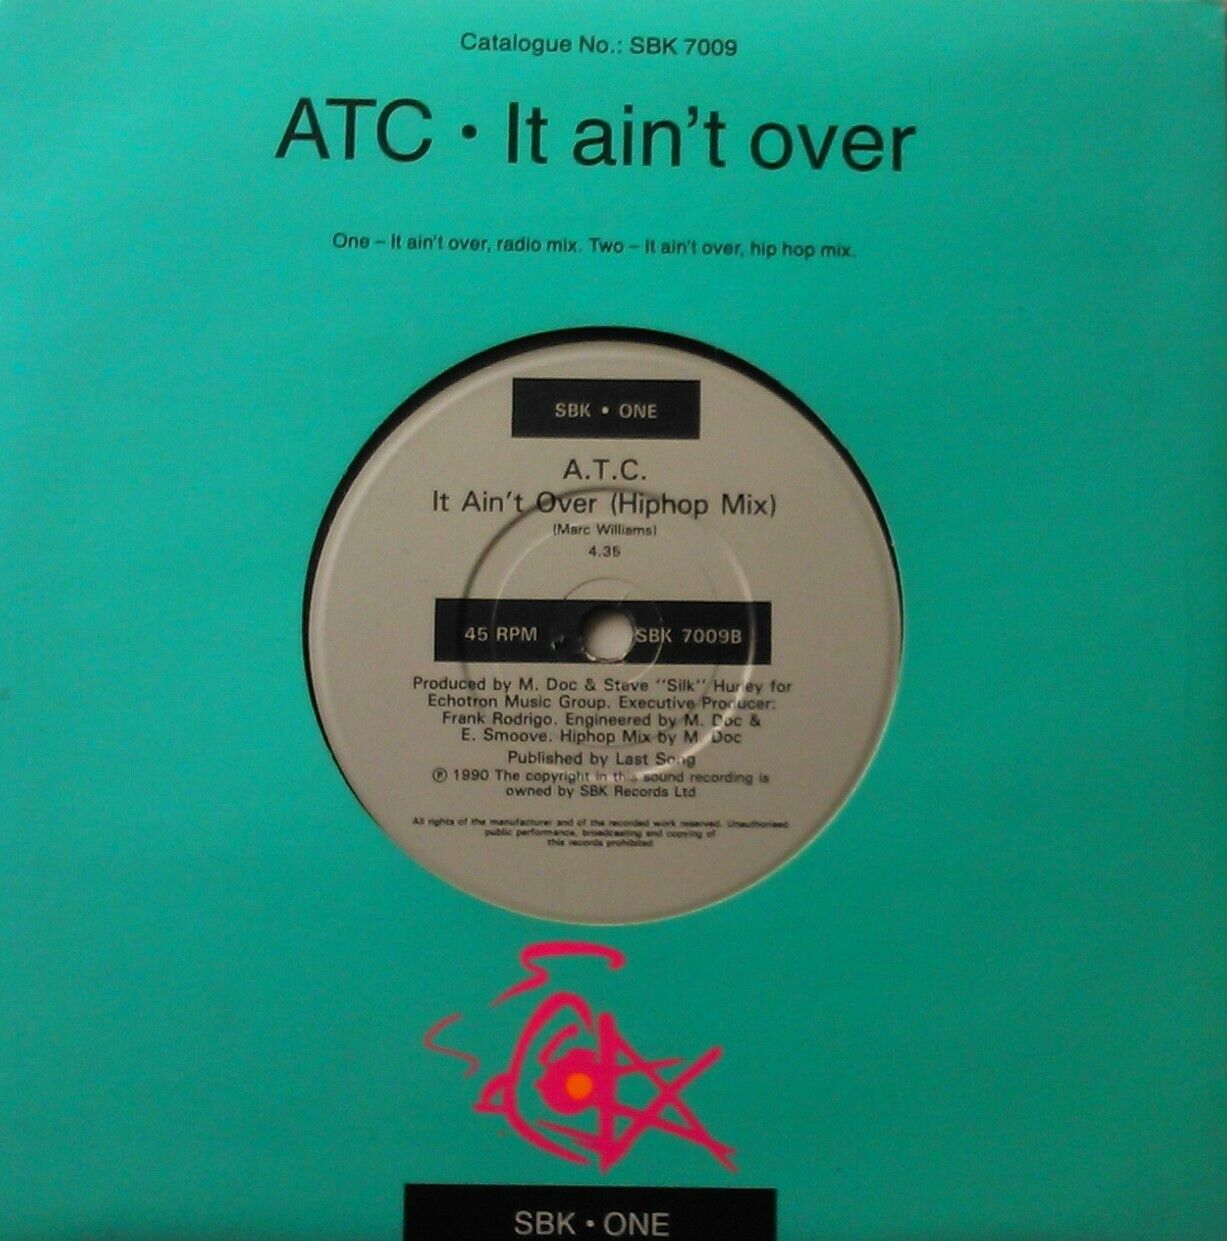 Catalogue No.: SBK 7009
ATC • It ain't over
One – It ain't over, radio mix. Two – It ain't over, hip hop mix.
SBK • ONE
A.T.C.
It Ain't Over (Hiphop Mix)
(Marc Williams)
4.35
45 RPM SBK 7009B
Produced by M. Doc & Steve "Silk" Hurley for
Echotron Music Group. Executive Producer:
Frank Rodrigo. Engineered by M. Doc &
E. Smoove. Hiphop Mix by M. Doc
Published by Last Song
℗ 1990 The copyright in this sound recording is
owned by SBK Records Ltd
All rights of the manufacturer and of the recorded work reserved. Unauthorised
public performance, broadcasting and copying of
this records prohibited
SBK • ONE